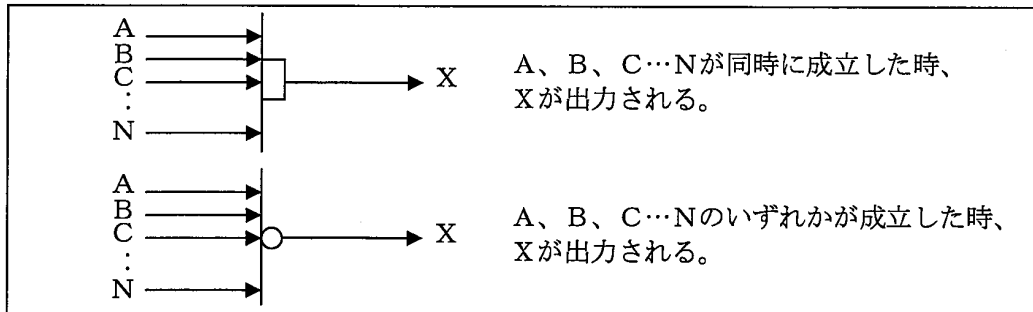 A
B
C
⋮
N
X
A、B、C…Nが同時に成立した時、
Xが出力される。
A
B
C
⋮
N
X
A、B、C…Nのいずれかが成立した時、
Xが出力される。